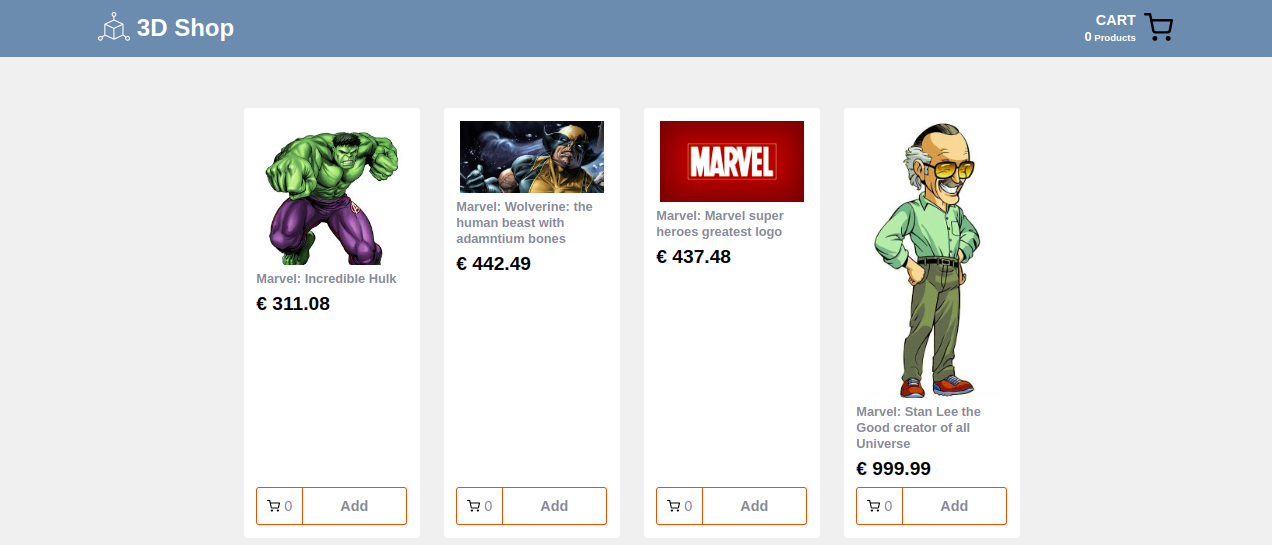 3D Shop
CART
0 Products
Marvel: Incredible Hulk
€ 311.08
0 Add
Marvel: Wolverine: the
human beast with
adamntium bones
€ 442.49
0 Add
MARVEL
Marvel: Marvel super
heroes greatest logo
€ 437.48
0 Add
Marvel: Stan Lee the
Good creator of all
Universe
€ 999.99
0 Add